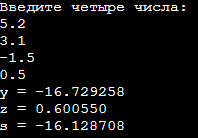 Введите четыре числа:
5.2
3.1
-1.5
0.5
y = -16.729258
z = 0.600550
s = -16.128708